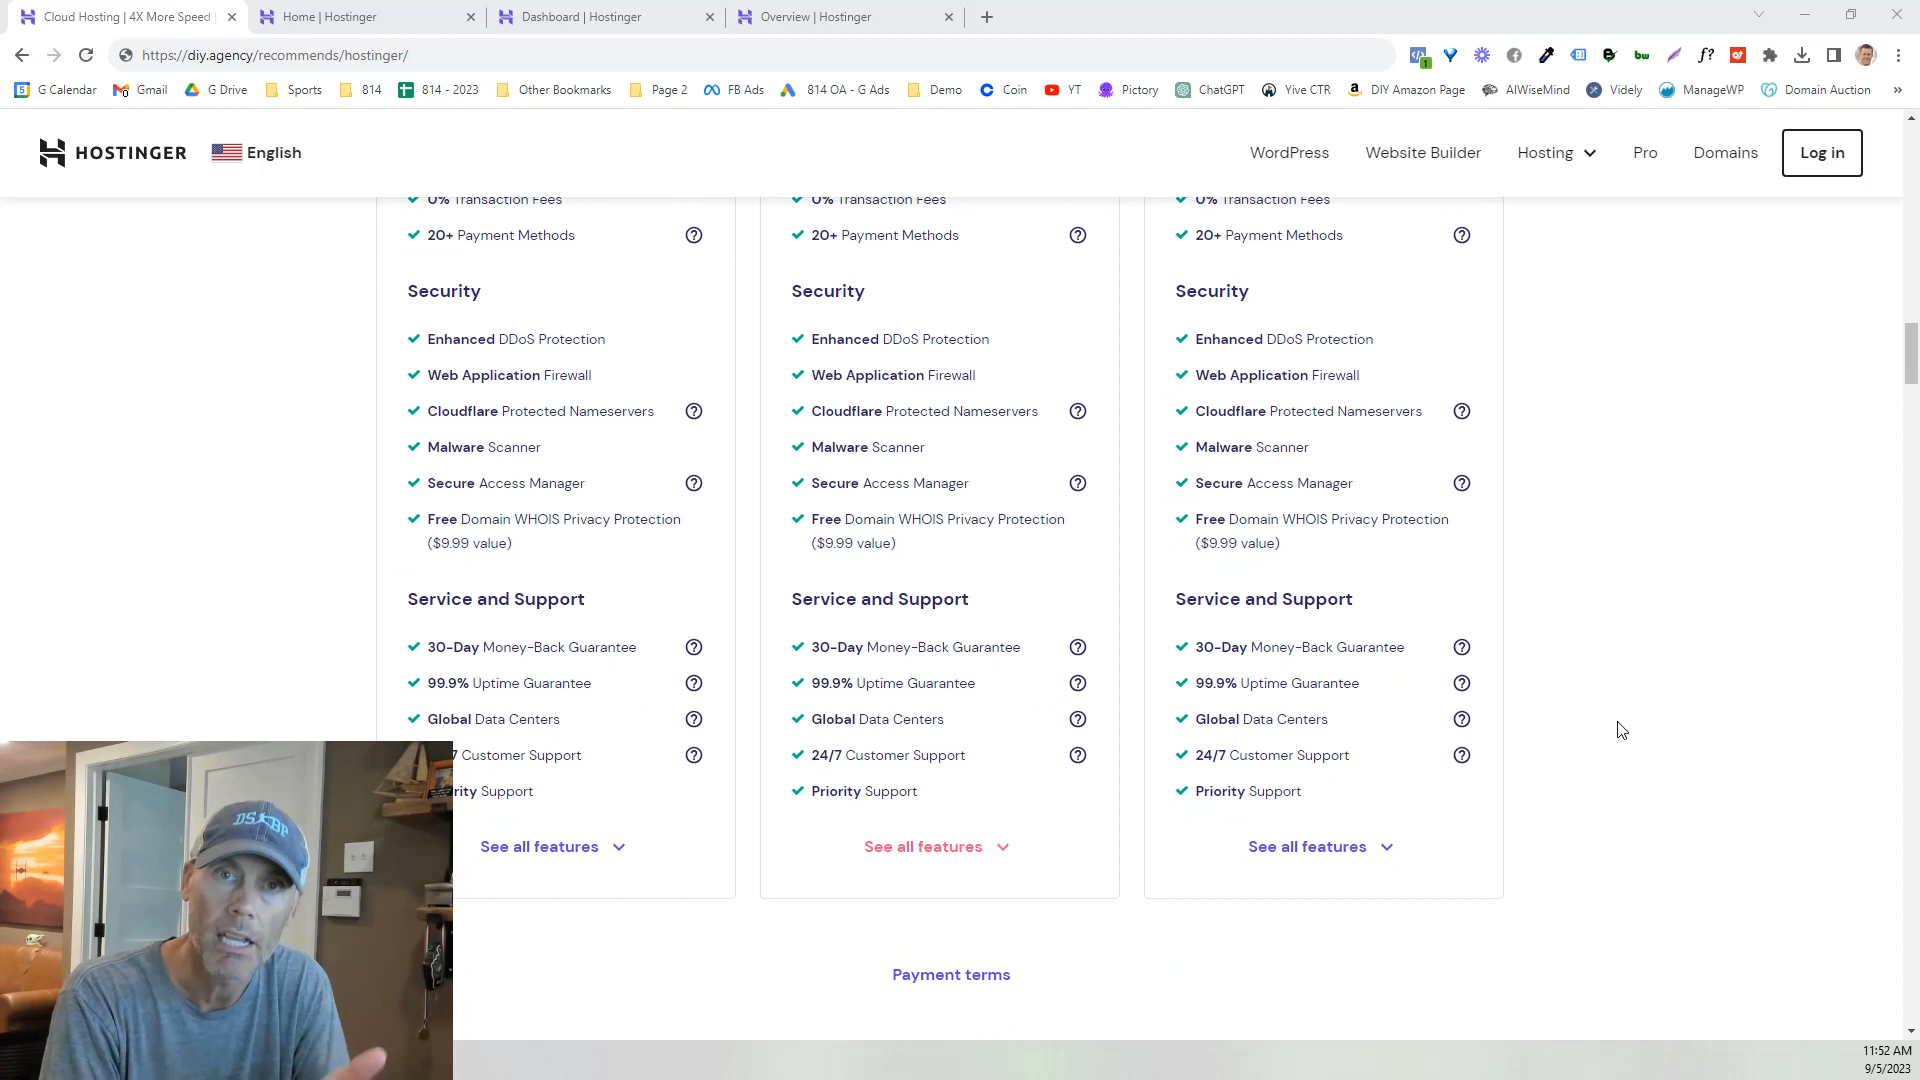 Cloud Hosting | 4X More Speed |
Home | Hostinger
Dashboard | Hostinger
Overview | Hostinger
https://diy.agency/recommends/hostinger/
G Calendar
Gmail
G Drive
Sports
814
814 - 2023
Other Bookmarks
Page 2
FB Ads
814 OA - G Ads
Demo
Coin
YT
Pictory
ChatGPT
Yive CTR
DIY Amazon Page
AIWiseMind
Videly
ManageWP
Domain Auction
HOSTINGER
English
WordPress
Website Builder
Hosting
Pro
Domains
Log in
0% Transaction Fees
20+ Payment Methods
Security
Enhanced DDoS Protection
Web Application Firewall
Cloudflare Protected Nameservers
Malware Scanner
Secure Access Manager
Free Domain WHOIS Privacy Protection
($9.99 value)
Service and Support
30-Day Money-Back Guarantee
99.9% Uptime Guarantee
Global Data Centers
7 Customer Support
rity Support
See all features
0% Transaction Fees
20+ Payment Methods
Security
Enhanced DDoS Protection
Web Application Firewall
Cloudflare Protected Nameservers
Malware Scanner
Secure Access Manager
Free Domain WHOIS Privacy Protection
($9.99 value)
Service and Support
30-Day Money-Back Guarantee
99.9% Uptime Guarantee
Global Data Centers
24/7 Customer Support
Priority Support
See all features
0% Transaction Fees
20+ Payment Methods
Security
Enhanced DDoS Protection
Web Application Firewall
Cloudflare Protected Nameservers
Malware Scanner
Secure Access Manager
Free Domain WHOIS Privacy Protection
($9.99 value)
Service and Support
30-Day Money-Back Guarantee
99.9% Uptime Guarantee
Global Data Centers
24/7 Customer Support
Priority Support
See all features
Payment terms
11:52 AM
9/5/2023